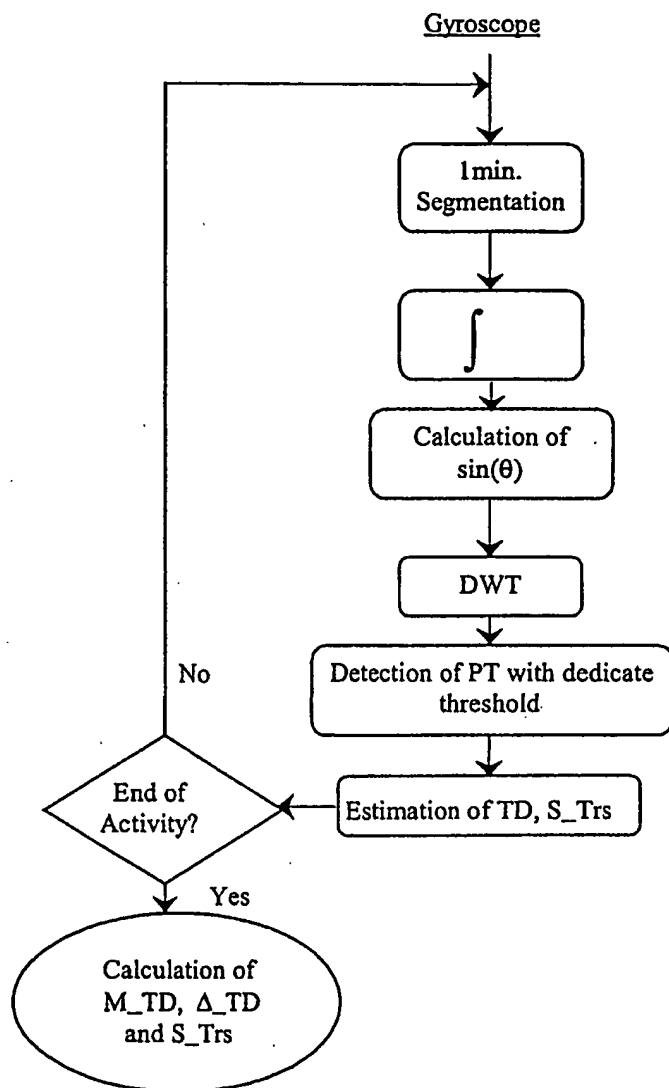 Gyroscope
1min.
Segmentation
∫
Calculation of
sin(θ)
DWT
Detection of PT with dedicate
threshold
Estimation of TD, S_Trs
No
End of
Activity?
Yes
Calculation of
M_TD, Δ_TD
and S_Trs